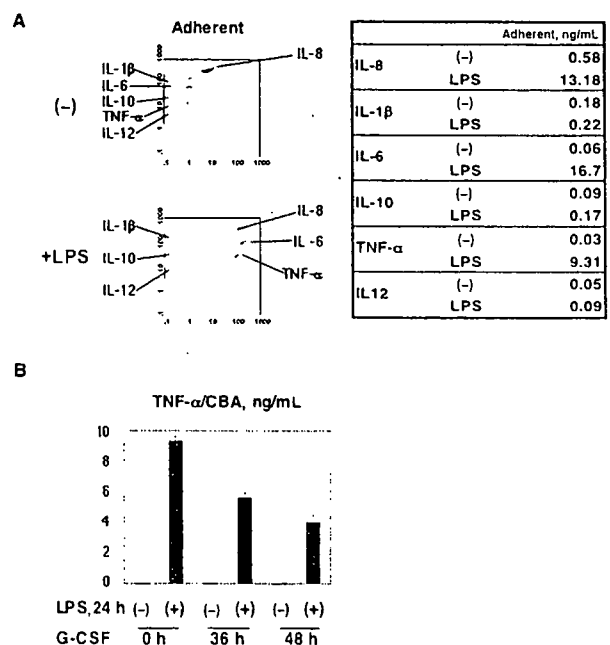 A
Adherent
IL-8
IL-1β
IL-6
IL-10
TNF-α
IL-12
(-)
.1 1 10 100 1000
IL-1β
IL-10
IL-12
IL-8
IL-6
TNF-α
+LPS
.1 1 10 100 1000
Adherent, ng/mL
IL-8 (-) 0.58
LPS 13.18
IL-1β (-) 0.18
LPS 0.22
IL-6 (-) 0.06
LPS 16.7
IL-10 (-) 0.09
LPS 0.17
TNF-α (-) 0.03
LPS 9.31
IL12 (-) 0.05
LPS 0.09
B
TNF-α/CBA, ng/mL
10
8
6
4
2
0
LPS, 24 h (-) (+) (-) (+) (-) (+)
G-CSF 0 h 36 h 48 h